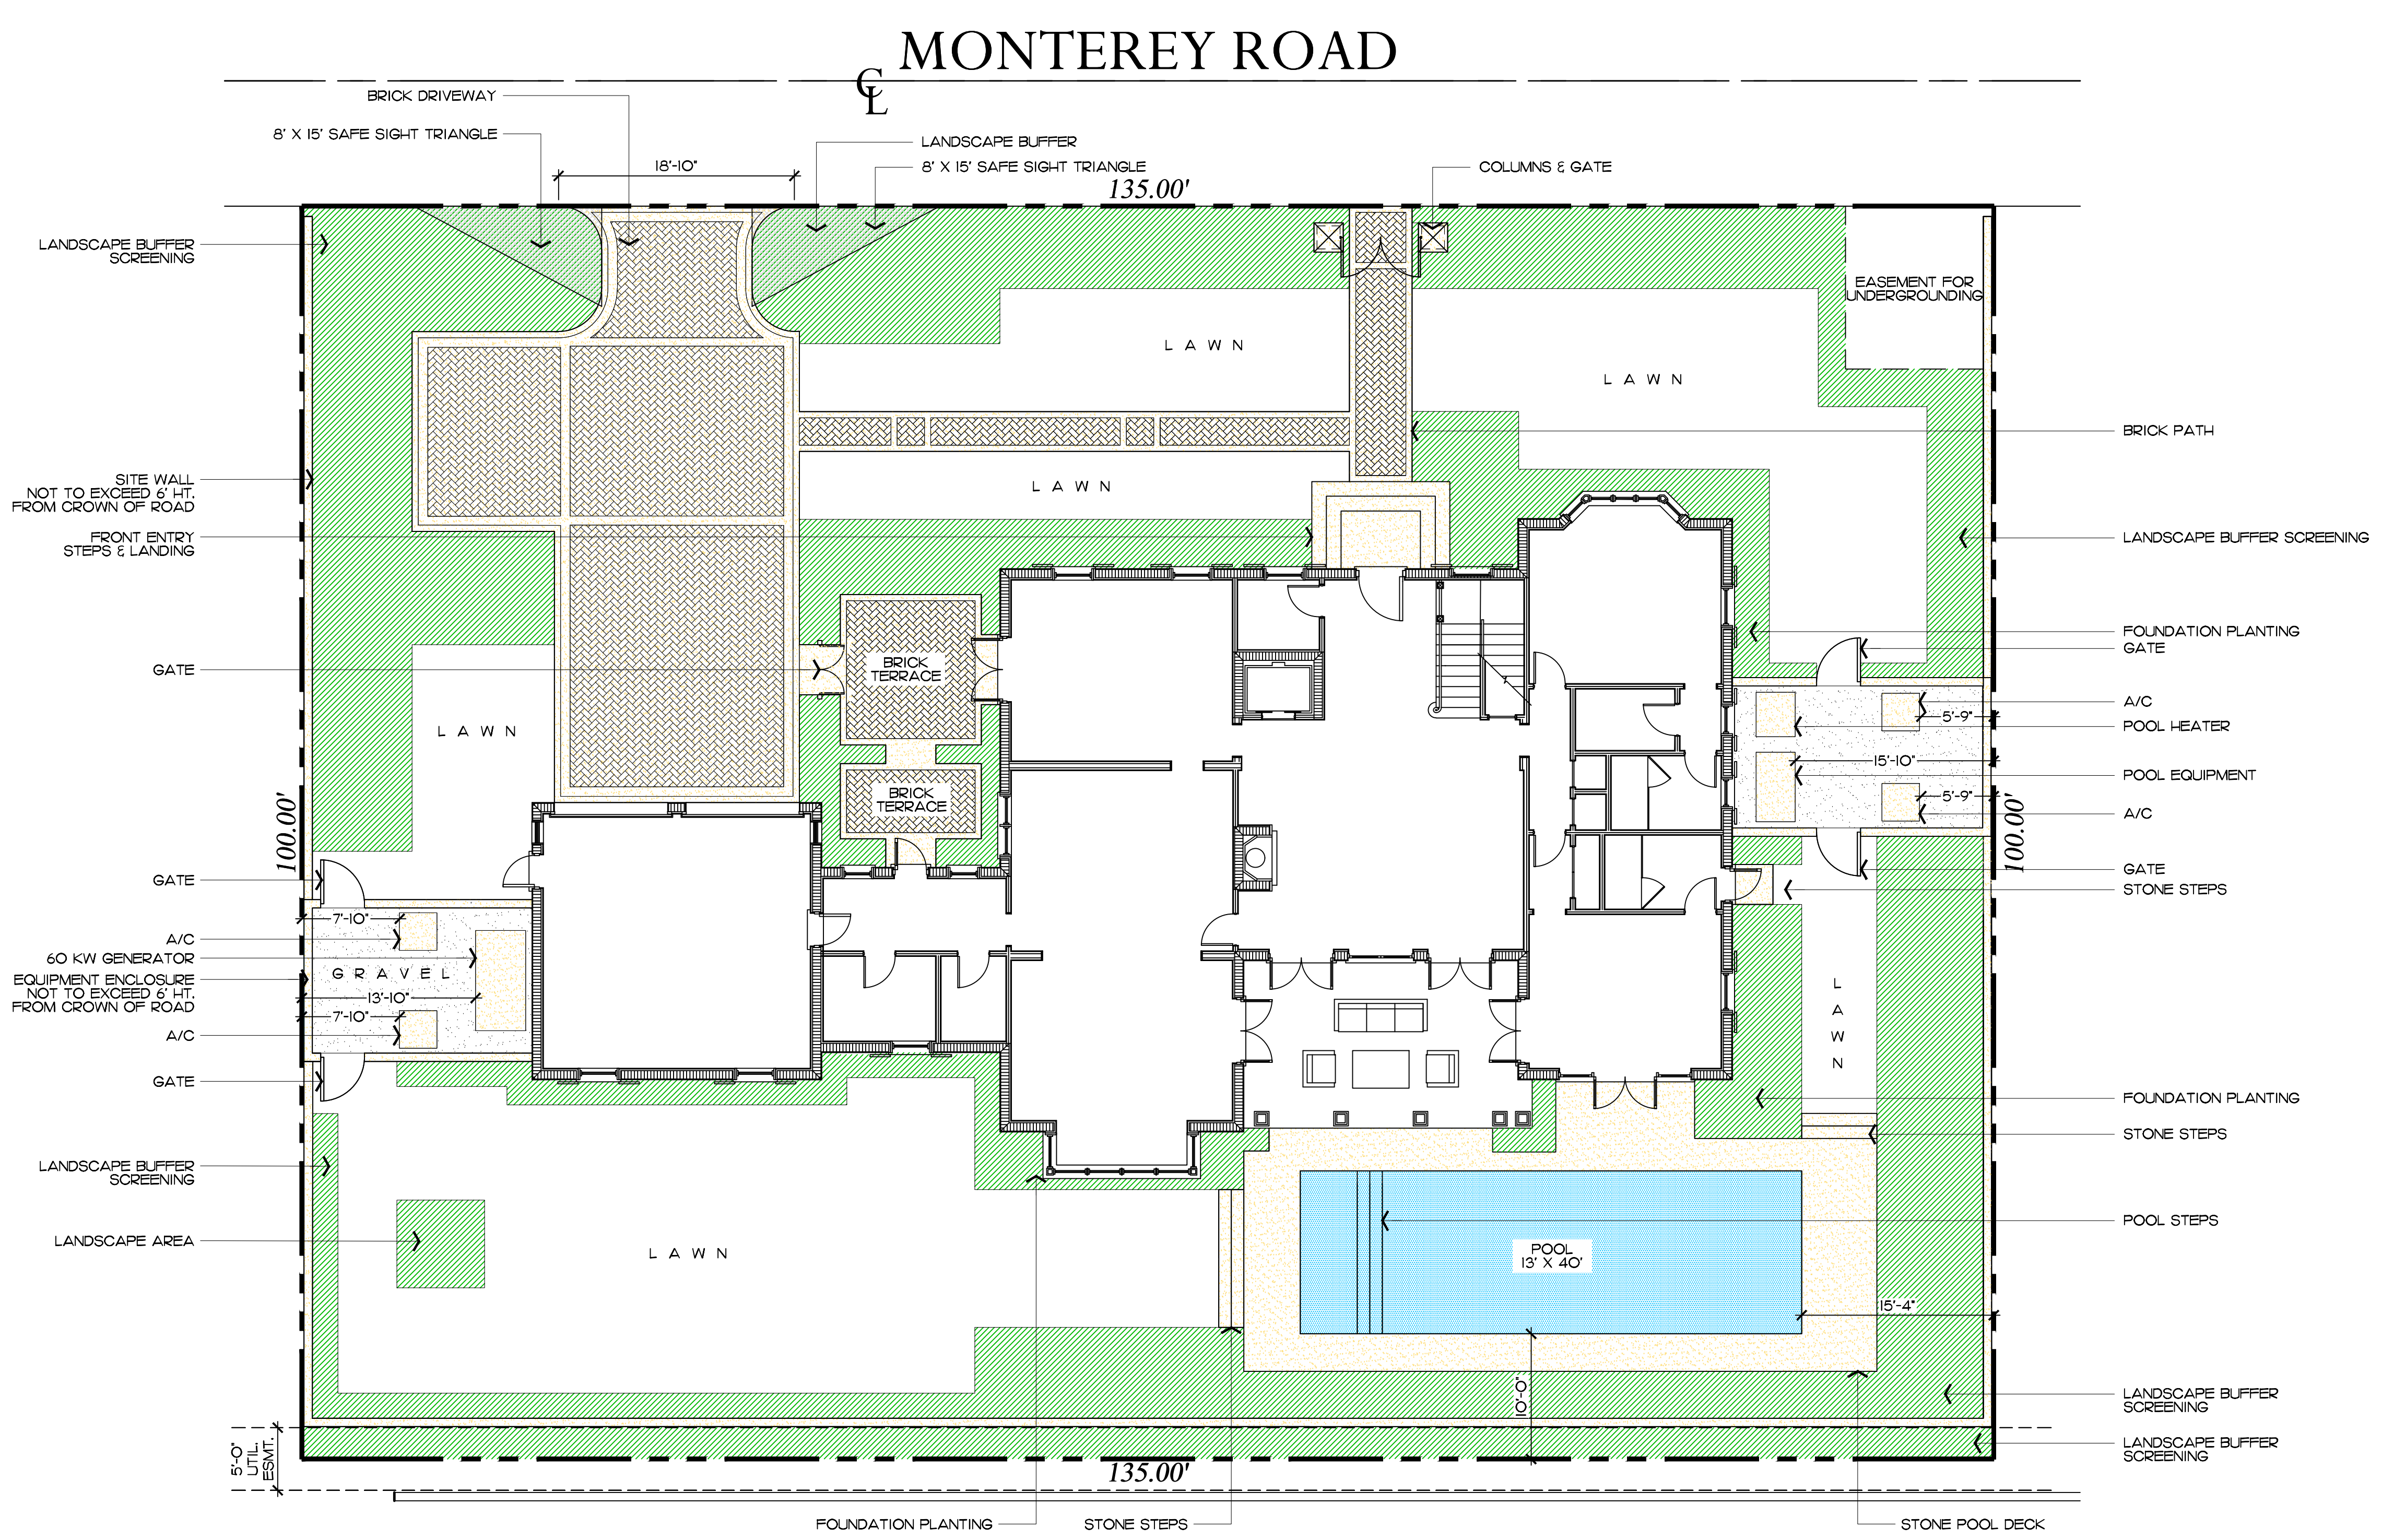 MONTEREY ROAD
CL
BRICK DRIVEWAY
8' X 15' SAFE SIGHT TRIANGLE
LANDSCAPE BUFFER
8' X 15' SAFE SIGHT TRIANGLE
COLUMNS & GATE
18'-10"
135.00'
LANDSCAPE BUFFER
SCREENING
EASEMENT FOR
UNDERGROUNDING
LAWN
LAWN
BRICK PATH
SITE WALL
NOT TO EXCEED 6' HT.
FROM CROWN OF ROAD
LAWN
FRONT ENTRY
STEPS & LANDING
LANDSCAPE BUFFER SCREENING
FOUNDATION PLANTING
GATE
GATE
BRICK
TERRACE
A/C
5'-9"
POOL HEATER
LAWN
15'-10"
POOL EQUIPMENT
BRICK
TERRACE
5'-9"
A/C
100.00'
100.00'
GATE
GATE
STONE STEPS
7'-10"
A/C
60 KW GENERATOR
GRAVEL
EQUIPMENT ENCLOSURE
NOT TO EXCEED 6' HT.
FROM CROWN OF ROAD
13'-10"
7'-10"
A/C
LAWN
GATE
FOUNDATION PLANTING
STONE STEPS
LANDSCAPE BUFFER
SCREENING
POOL STEPS
LANDSCAPE AREA
LAWN
POOL
13' X 40'
15'-4"
10'-0"
LANDSCAPE BUFFER
SCREENING
5'-0"
UTIL.
ESMT.
LANDSCAPE BUFFER
SCREENING
135.00'
FOUNDATION PLANTING
STONE STEPS
STONE POOL DECK